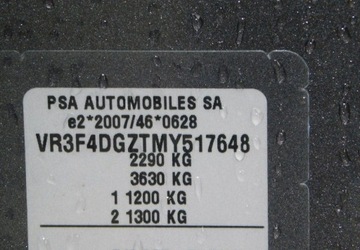 PSA AUTOMOBILES SA
e2*2007/46*0628
VR3F4DGZTMY517648
2290 KG
3630 KG
1 1200 KG
2 1300 KG